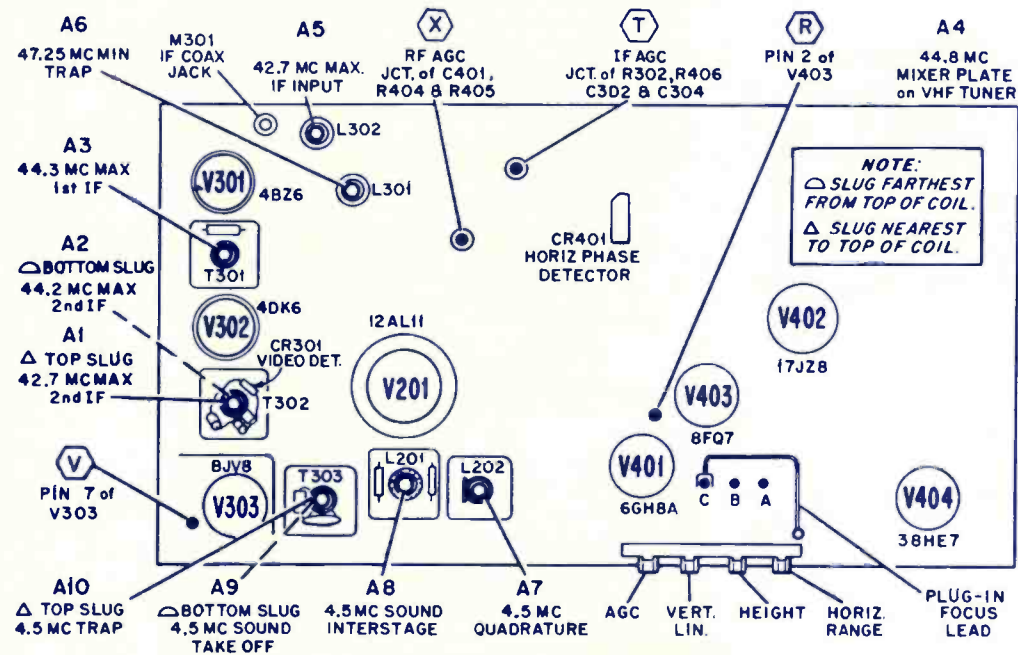 A6
47.25 MC MIN
TRAP
M301
IF COAX
JACK
A5
42.7 MC MAX.
IF INPUT
X
RF AGC
JCT. of C401,
R404 & R405
T
IF AGC
JCT. of R302, R406
C3D2 & C304
R
PIN 2 of
V403
A4
44.8 MC
MIXER PLATE
on VHF TUNER
L302
L301
A3
44.3 MC MAX
1st IF
V301
4BZ6
T301
CR401
HORIZ PHASE
DETECTOR
NOTE:
⌓ SLUG FARTHEST
FROM TOP OF COIL.
△ SLUG NEAREST
TO TOP OF COIL.
A2
⌓ BOTTOM SLUG
44.2 MC MAX
2nd IF
V302
4DK6
A1
△ TOP SLUG
42.7 MC MAX
2nd IF
CR301
VIDEO DET.
T302
12AL11
V201
V402
17JZ8
V403
8FQ7
V
PIN 7 of
V303
BJV8
V303
T303
L201
L202
V401
6GH8A
C B A
V404
38HE7
A10
△ TOP SLUG
4.5 MC TRAP
A9
⌓ BOTTOM SLUG
4.5 MC SOUND
TAKE OFF
A8
4.5 MC SOUND
INTERSTAGE
A7
4.5 MC
QUADRATURE
AGC
VERT.
LIN.
HEIGHT
HORIZ.
RANGE
PLUG-IN
FOCUS
LEAD